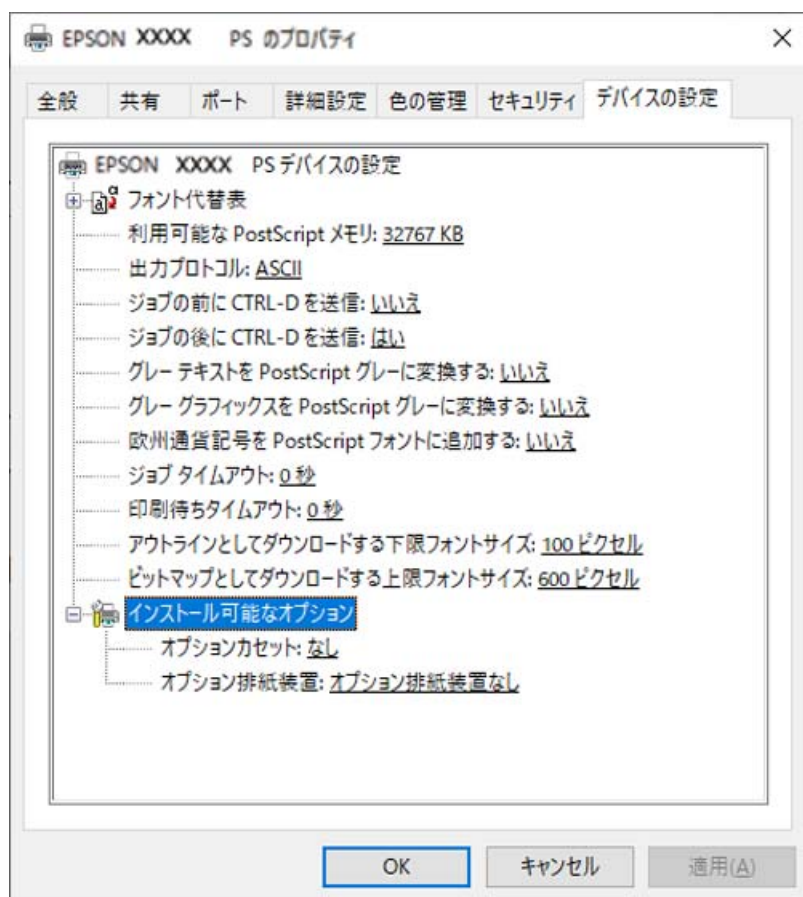 EPSON XXXX PS のプロパティ
全般 共有 ポート 詳細設定 色の管理 セキュリティ デバイスの設定
EPSON XXXX PS デバイスの設定
フォント代替表
利用可能な PostScript メモリ: 32767 KB
出力プロトコル: ASCII
ジョブの前に CTRL-D を送信: いいえ
ジョブの後に CTRL-D を送信: はい
グレー テキストを PostScript グレーに変換する: いいえ
グレー グラフィックスを PostScript グレーに変換する: いいえ
欧州通貨記号を PostScript フォントに追加する: いいえ
ジョブ タイムアウト: 0 秒
印刷待ちタイムアウト: 0 秒
アウトラインとしてダウンロードする下限フォントサイズ: 100 ピクセル
ビットマップとしてダウンロードする上限フォントサイズ: 600 ピクセル
インストール可能なオプション
オプションカセット: なし
オプション排紙装置: オプション排紙装置なし
OK キャンセル 適用(A)